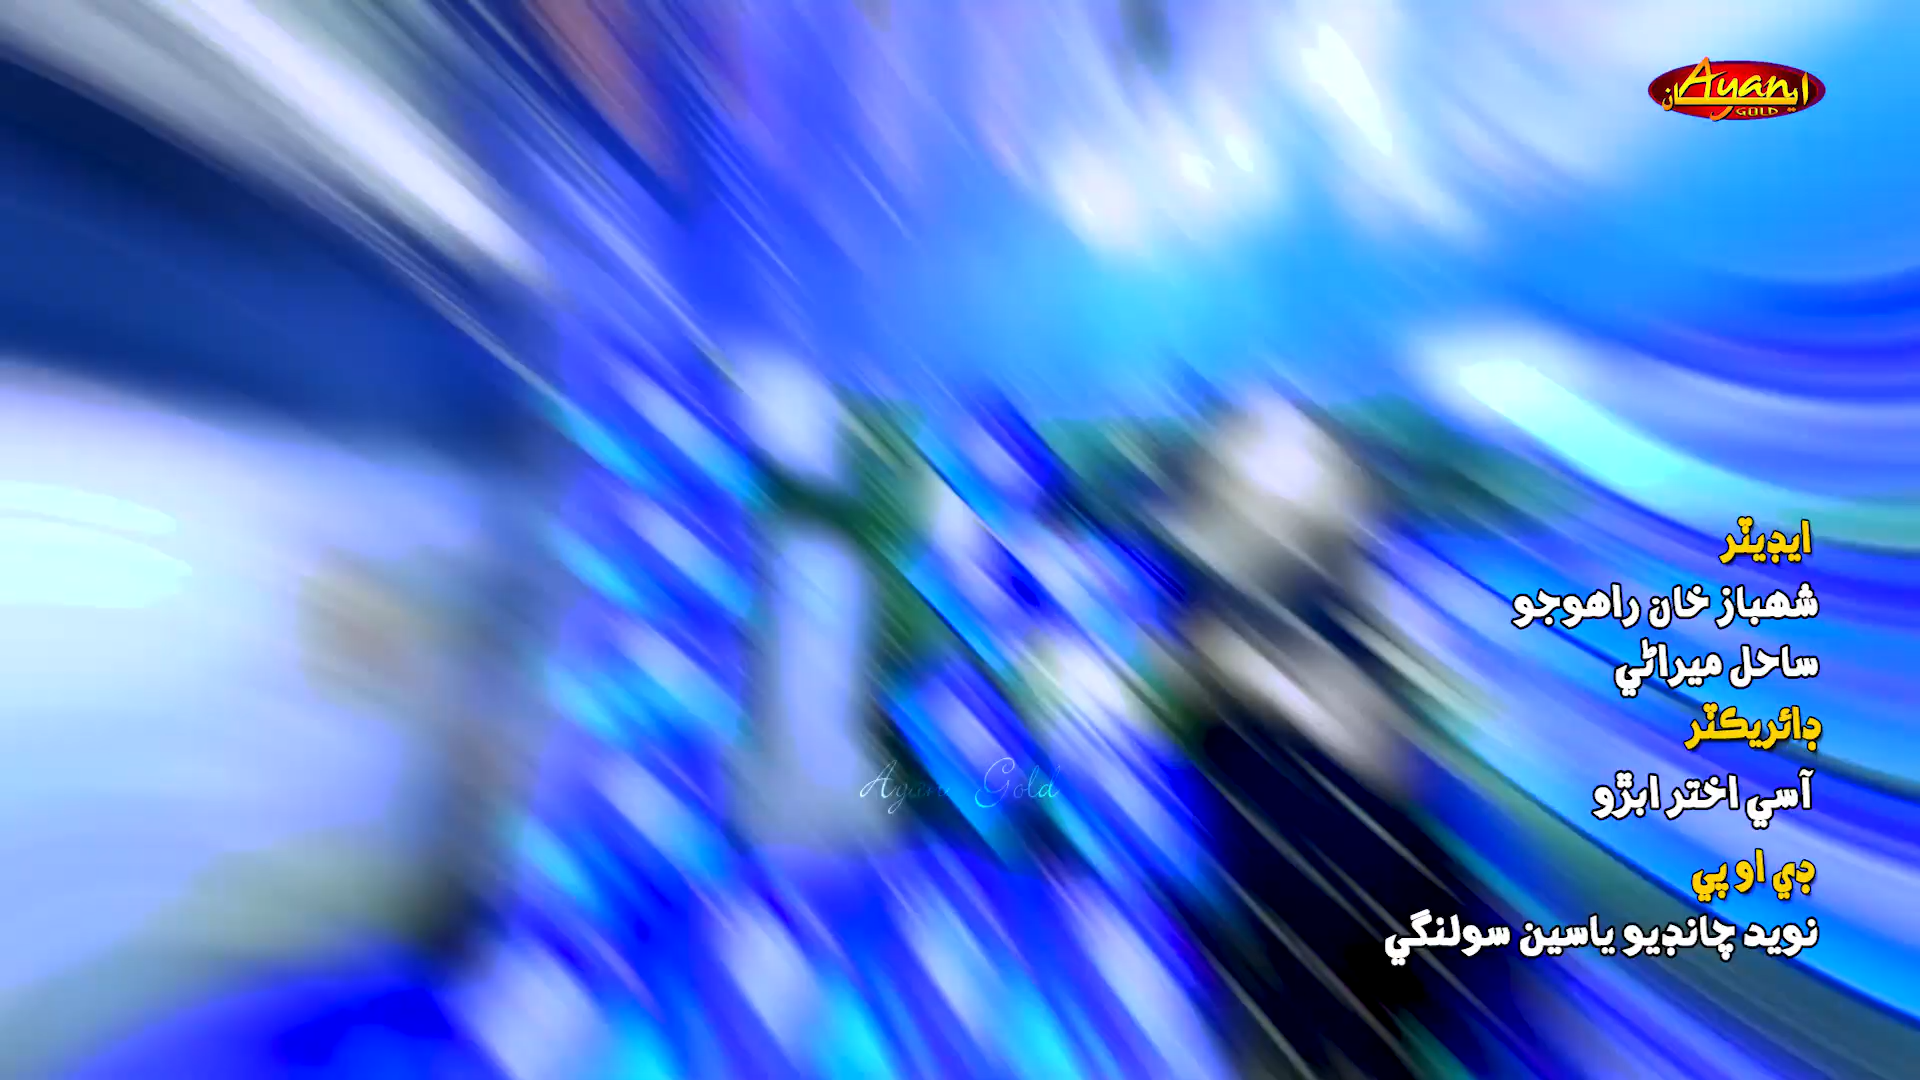 ايان
Ayan
GOLD
ايڊيٽر
شهباز خان راهوجو
ساحل ميراڻي
ڊائريڪٽر
آسي اختر ابڙو
ڊي او پي
نويد چانڊيو ياسين سولنگي
Ayan Gold